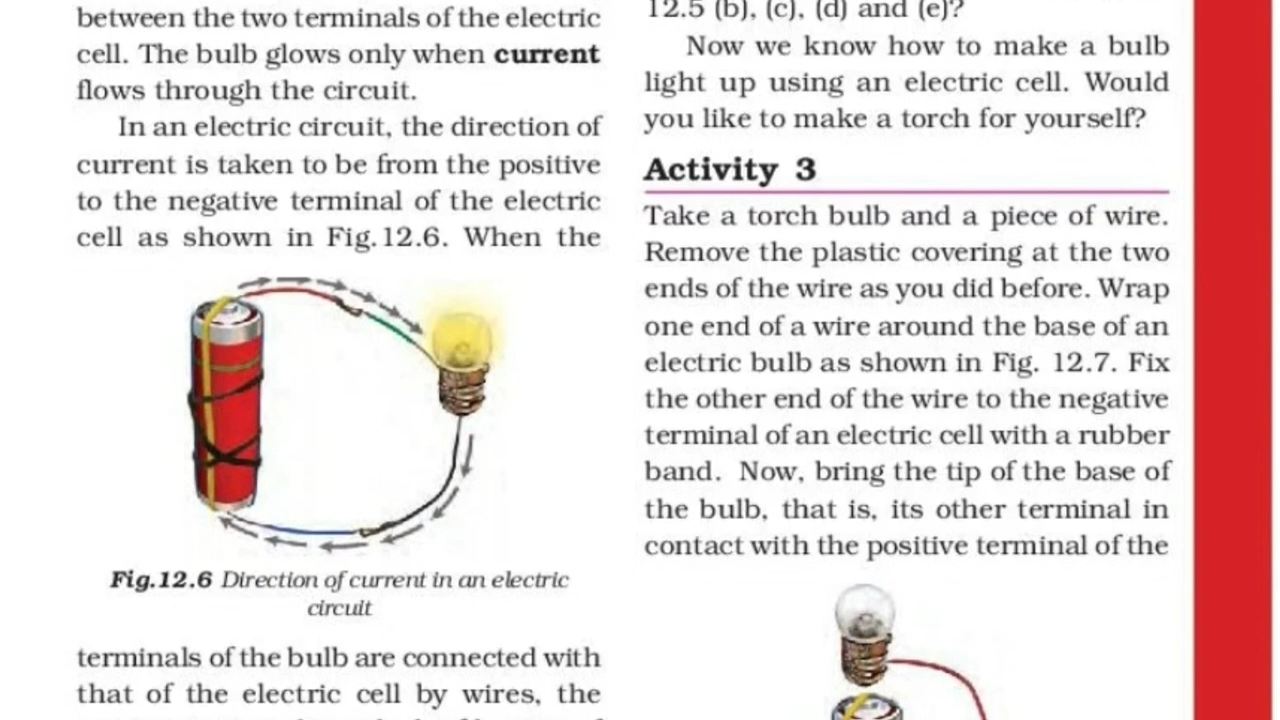 between the two terminals of the electric
cell. The bulb glows only when current
flows through the circuit.
In an electric circuit, the direction of
current is taken to be from the positive
to the negative terminal of the electric
cell as shown in Fig.12.6. When the
Fig.12.6 Direction of current in an electric
circuit
terminals of the bulb are connected with
that of the electric cell by wires, the
12.5 (b), (c), (d) and (e)?
Now we know how to make a bulb
light up using an electric cell. Would
you like to make a torch for yourself?
Activity 3
Take a torch bulb and a piece of wire.
Remove the plastic covering at the two
ends of the wire as you did before. Wrap
one end of a wire around the base of an
electric bulb as shown in Fig. 12.7. Fix
the other end of the wire to the negative
terminal of an electric cell with a rubber
band. Now, bring the tip of the base of
the bulb, that is, its other terminal in
contact with the positive terminal of the